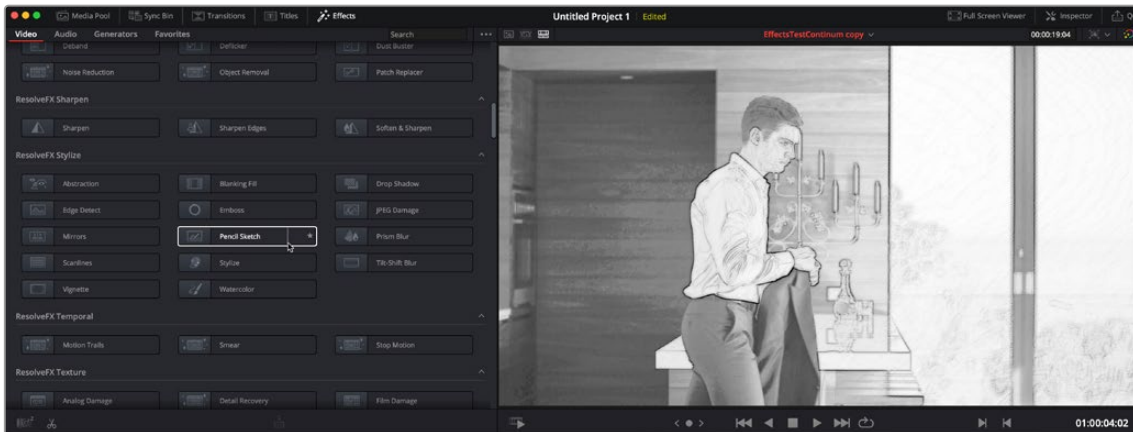 Media Pool Sync Bin Transitions Titles Effects Untitled Project 1 Edited Full Screen Viewer Inspector
Video Audio Generators Favorites Search EffectsTestContinum copy 00:00:19:04
Deband Deflicker Dust Buster
Noise Reduction Object Removal Patch Replacer
ResolveFX Sharpen
Sharpen Sharpen Edges Soften & Sharpen
ResolveFX Stylize
Abstraction Blanking Fill Drop Shadow
Edge Detect Emboss JPEG Damage
Mirrors Pencil Sketch Prism Blur
Scanlines Stylize Tilt-Shift Blur
Vignette Watercolor
ResolveFX Temporal
Motion Trails Smear Stop Motion
ResolveFX Texture
Analog Damage Detail Recovery Film Damage
01:00:04:02